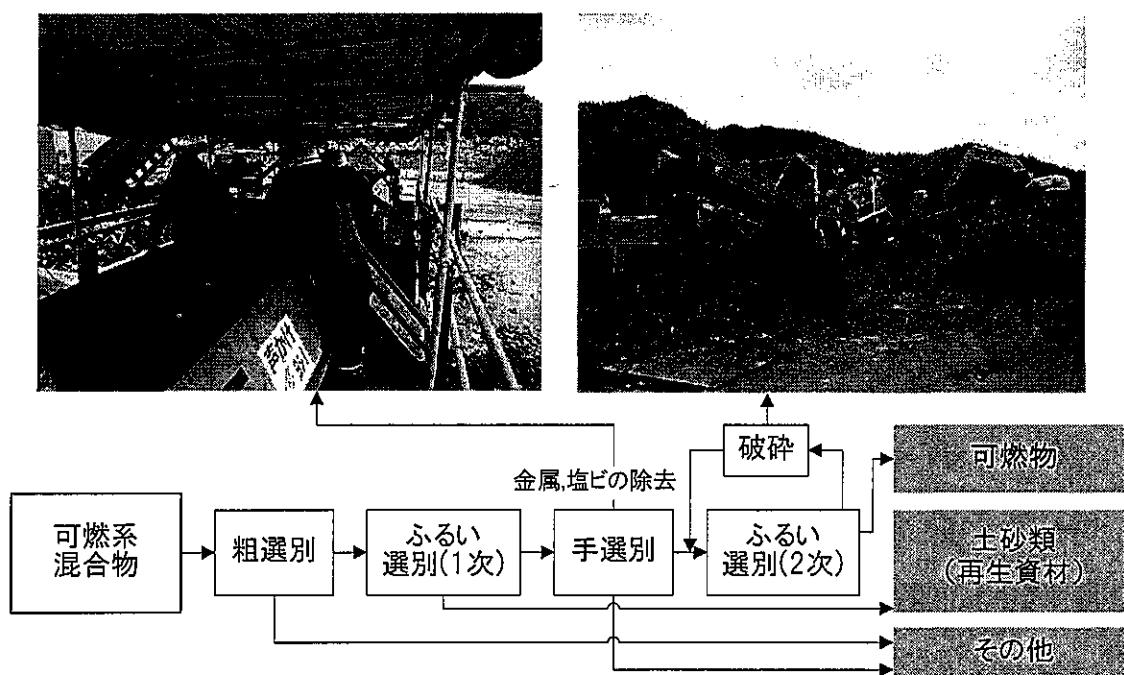 破砕
可燃物
金属,塩ビの除去
可燃系
混合物
粗選別
ふるい
選別(1次)
手選別
ふるい
選別(2次)
土砂類
(再生資材)
その他